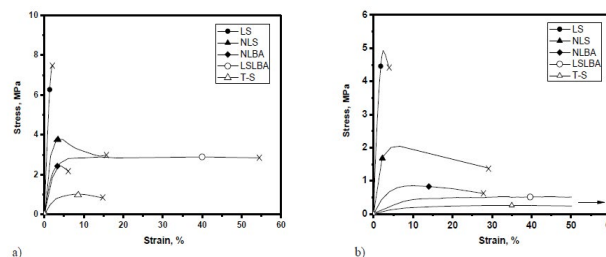 10
8
6
4
2
0
Stress, MPa
LS
NLS
NLBA
LSLBA
T-S
0 10 20 30 40 50 60
Strain, %
a)
6
5
4
3
2
1
0
Stress, MPa
LS
NLS
NLBA
LSLBA
T-S
0 10 20 30 40 50 60
Strain, %
b)